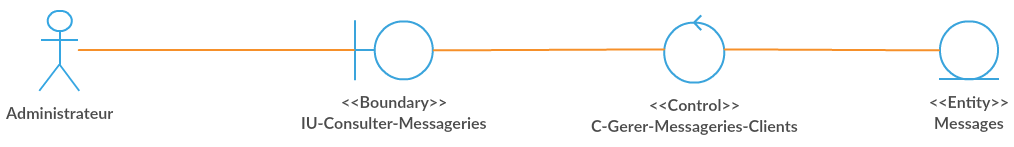 Administrateur
<<Boundary>>
IU-Consulter-Messageries
<<Control>>
C-Gerer-Messageries-Clients
<<Entity>>
Messages